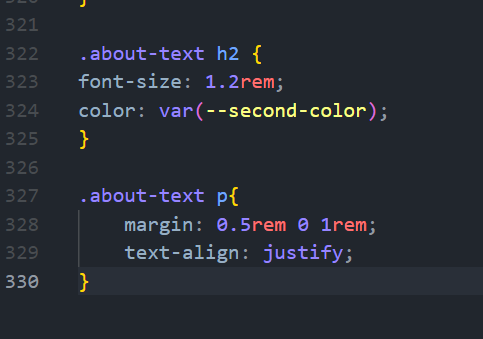 320 }
321
322 .about-text h2 {
323 font-size: 1.2rem;
324 color: var(--second-color);
325 }
326
327 .about-text p{
328     margin: 0.5rem 0 1rem;
329     text-align: justify;
330 }